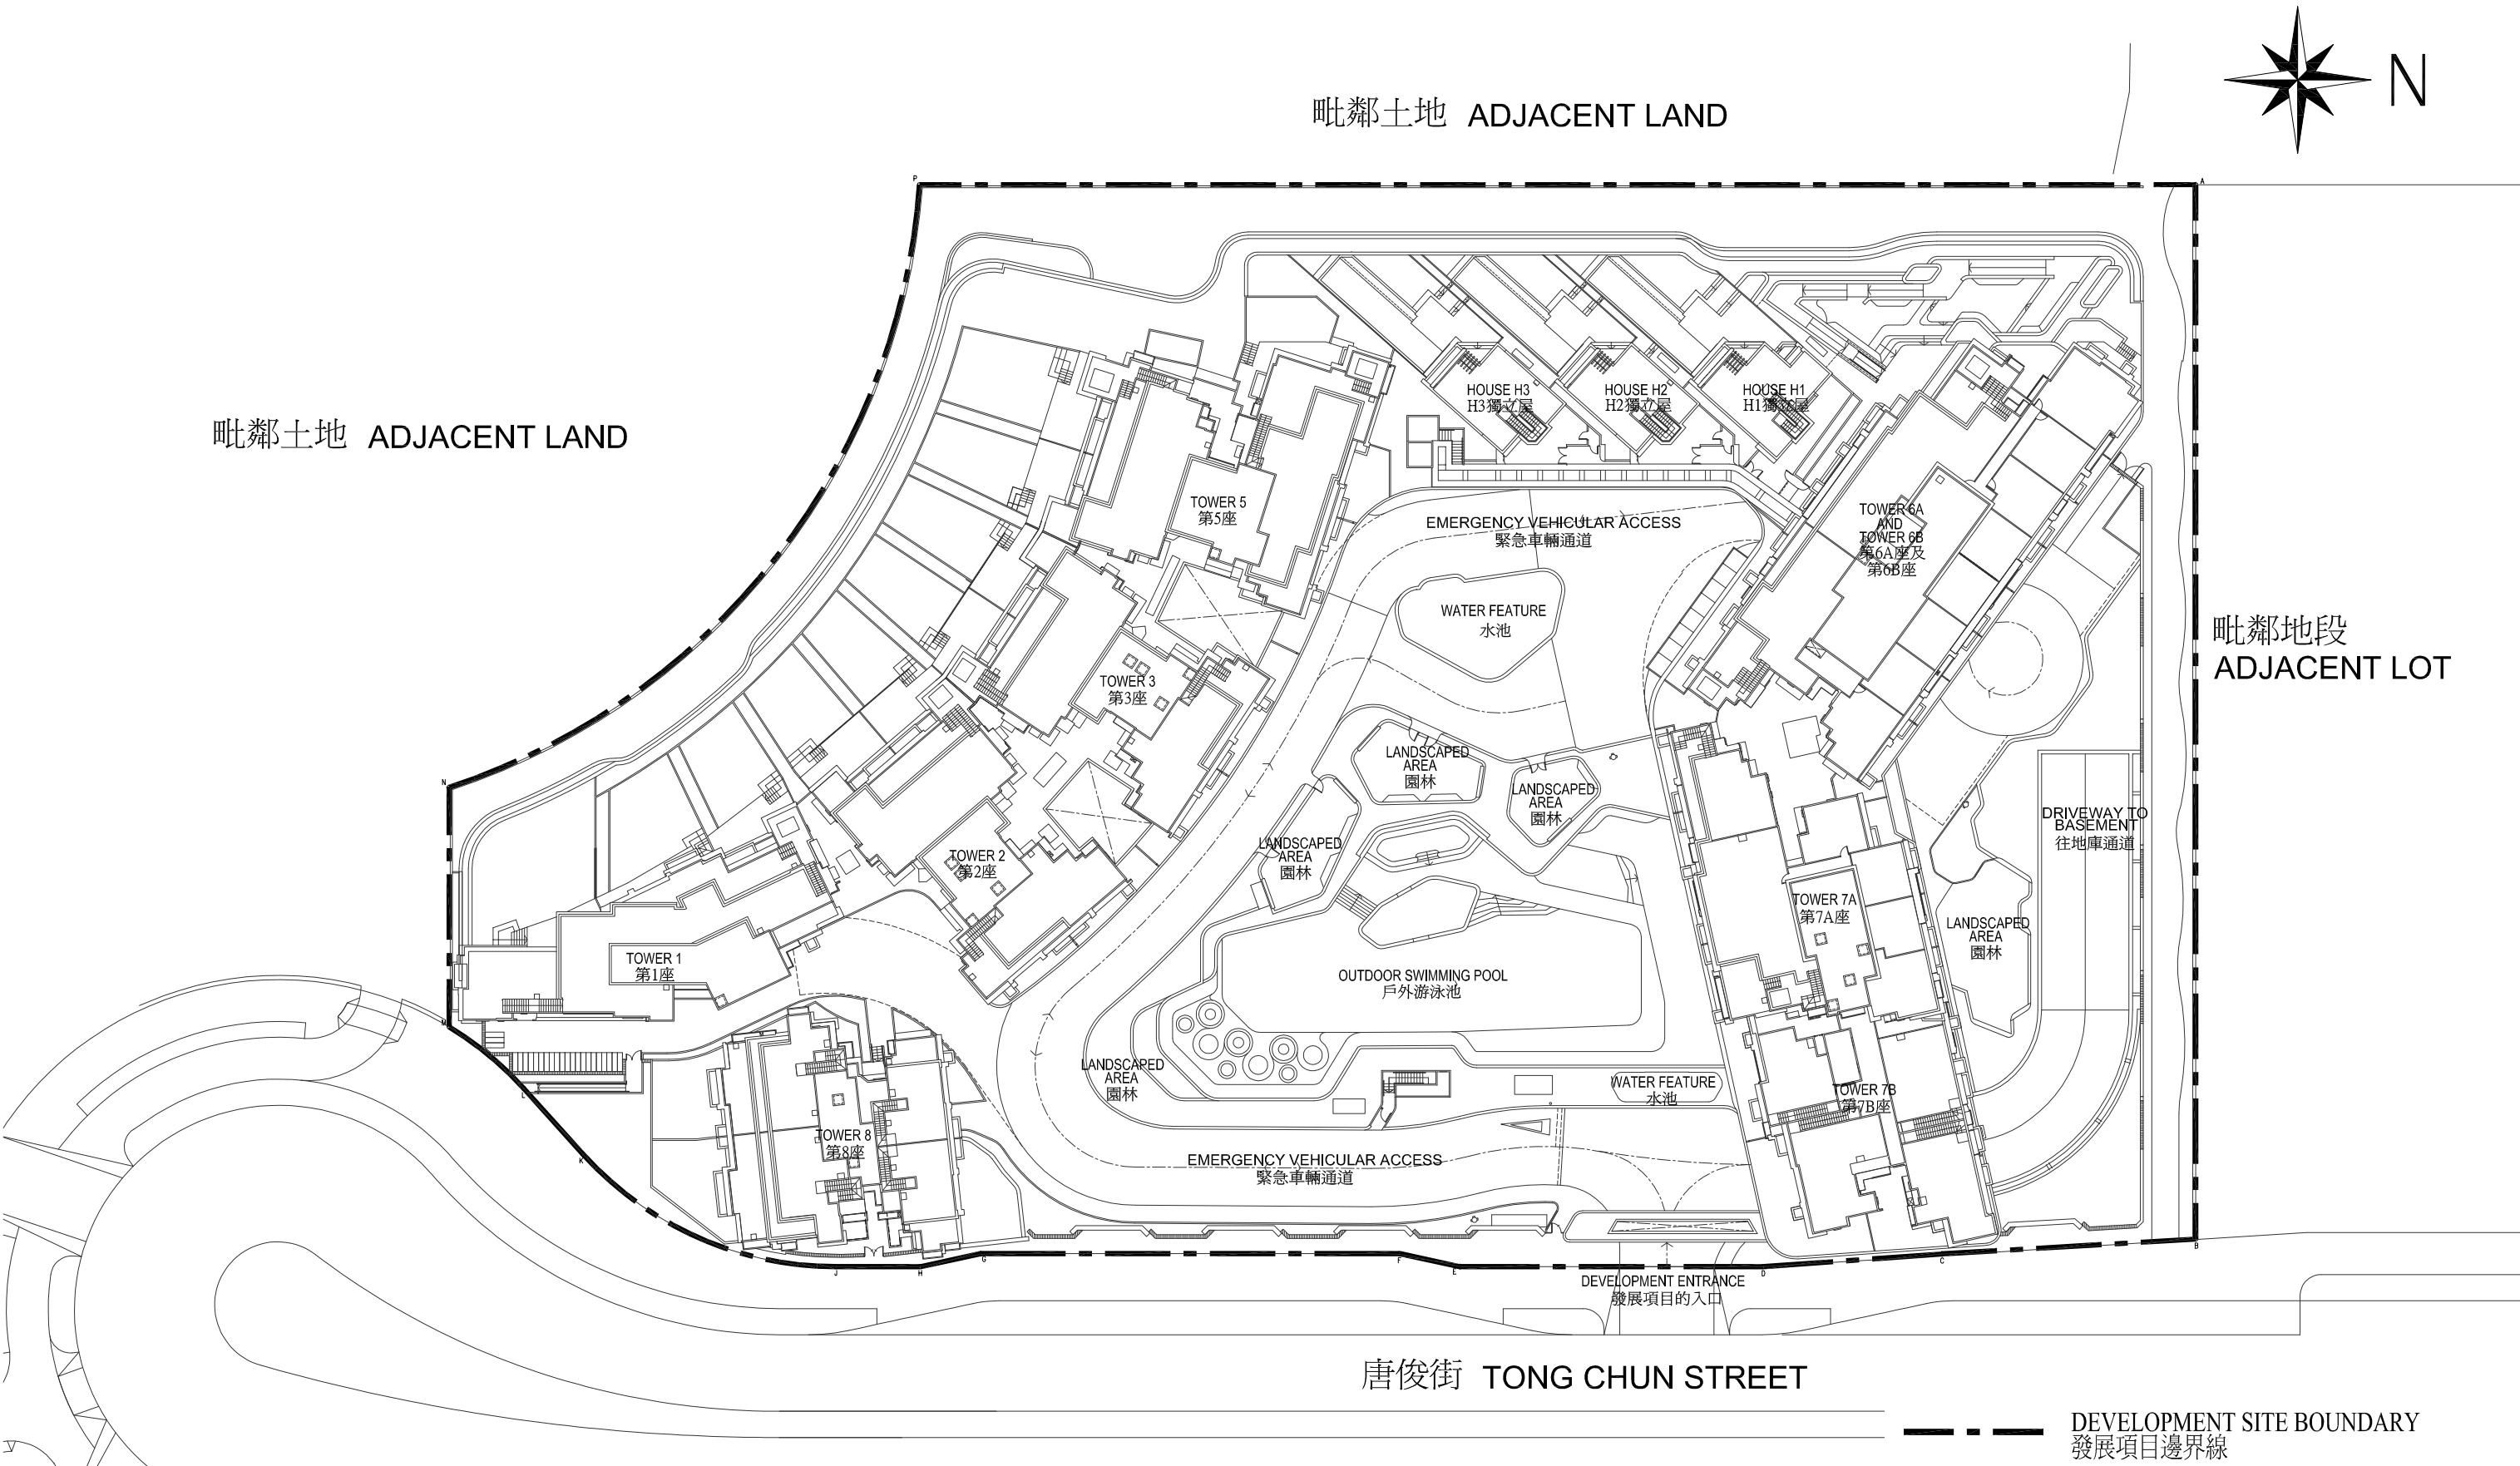 N
毗鄰土地 ADJACENT LAND
P
A
毗鄰土地 ADJACENT LAND
HOUSE H3
H3獨立屋
HOUSE H2
H2獨立屋
HOUSE H1
H1獨立屋
TOWER 5
第5座
EMERGENCY VEHICULAR ACCESS
緊急車輛通道
TOWER 6A
AND
TOWER 6B
第6A座及
第6B座
WATER FEATURE
水池
毗鄰地段
ADJACENT LOT
TOWER 3
第3座
N
LANDSCAPED
AREA
園林
LANDSCAPED
AREA
園林
LANDSCAPED
AREA
園林
DRIVEWAY TO
BASEMENT
往地庫通道
TOWER 2
第2座
TOWER 7A
第7A座
LANDSCAPED
AREA
園林
TOWER 1
第1座
OUTDOOR SWIMMING POOL
戶外游泳池
M
LANDSCAPED
AREA
園林
WATER FEATURE
水池
TOWER 7B
第7B座
L
TOWER 8
第8座
K
EMERGENCY VEHICULAR ACCESS
緊急車輛通道
J
H
G
F
E
D
C
B
DEVELOPMENT ENTRANCE
發展項目的入口
唐俊街 TONG CHUN STREET
DEVELOPMENT SITE BOUNDARY
發展項目邊界線